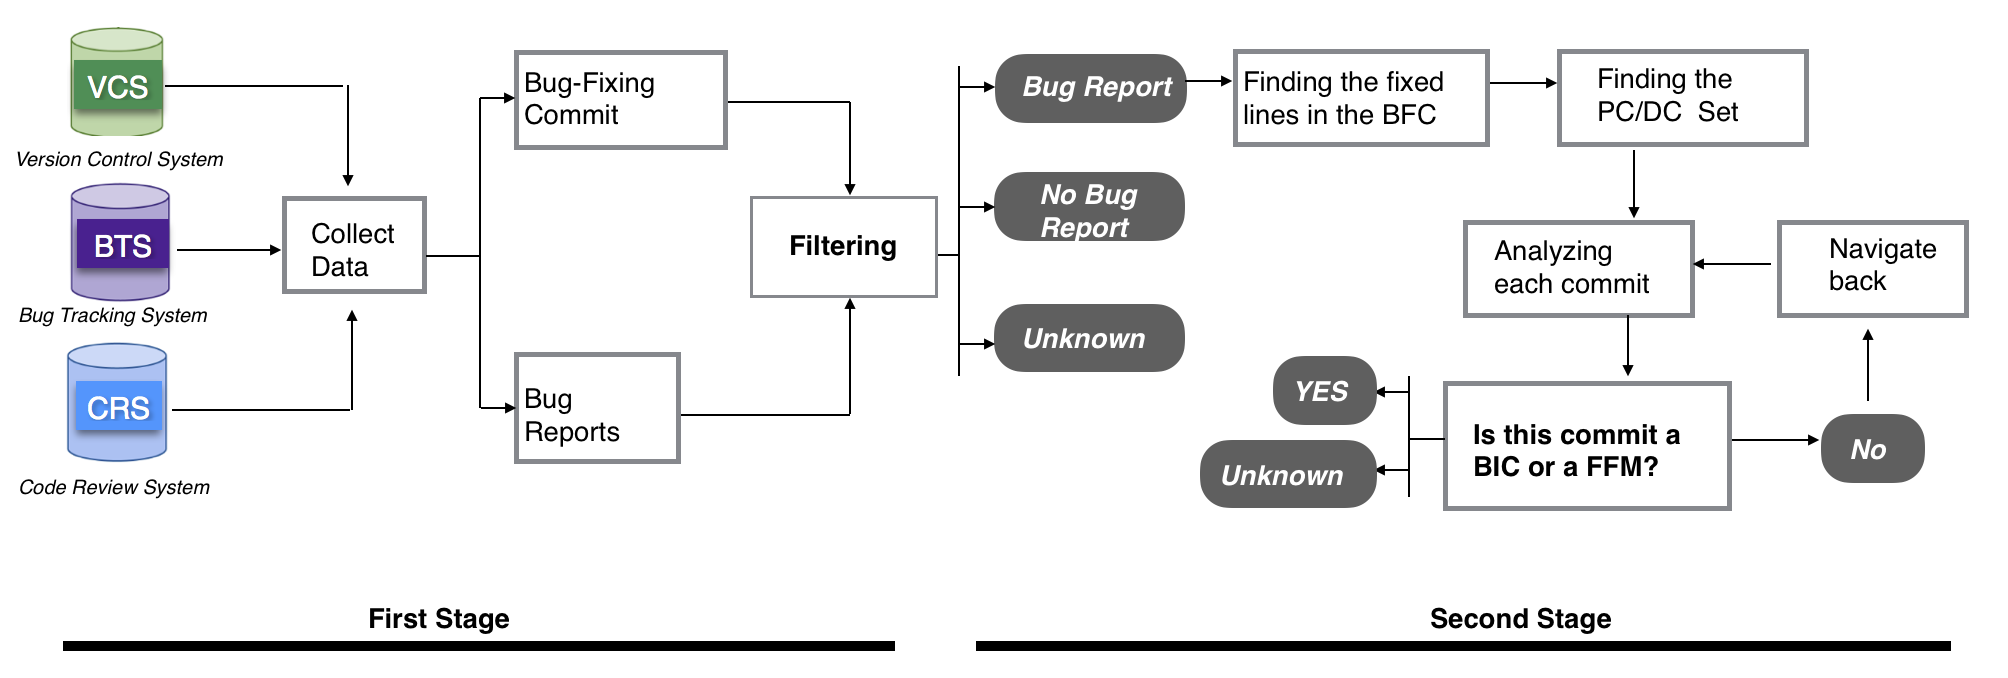 VCS
Version Control System
BTS
Bug Tracking System
CRS
Code Review System
Collect
Data
Bug-Fixing
Commit
Bug
Reports
Filtering
Bug Report
No Bug
Report
Unknown
Finding the fixed
lines in the BFC
Finding the
PC/DC  Set
Analyzing
each commit
Navigate
back
YES
Unknown
Is this commit a
BIC or a FFM?
No
First Stage
Second Stage